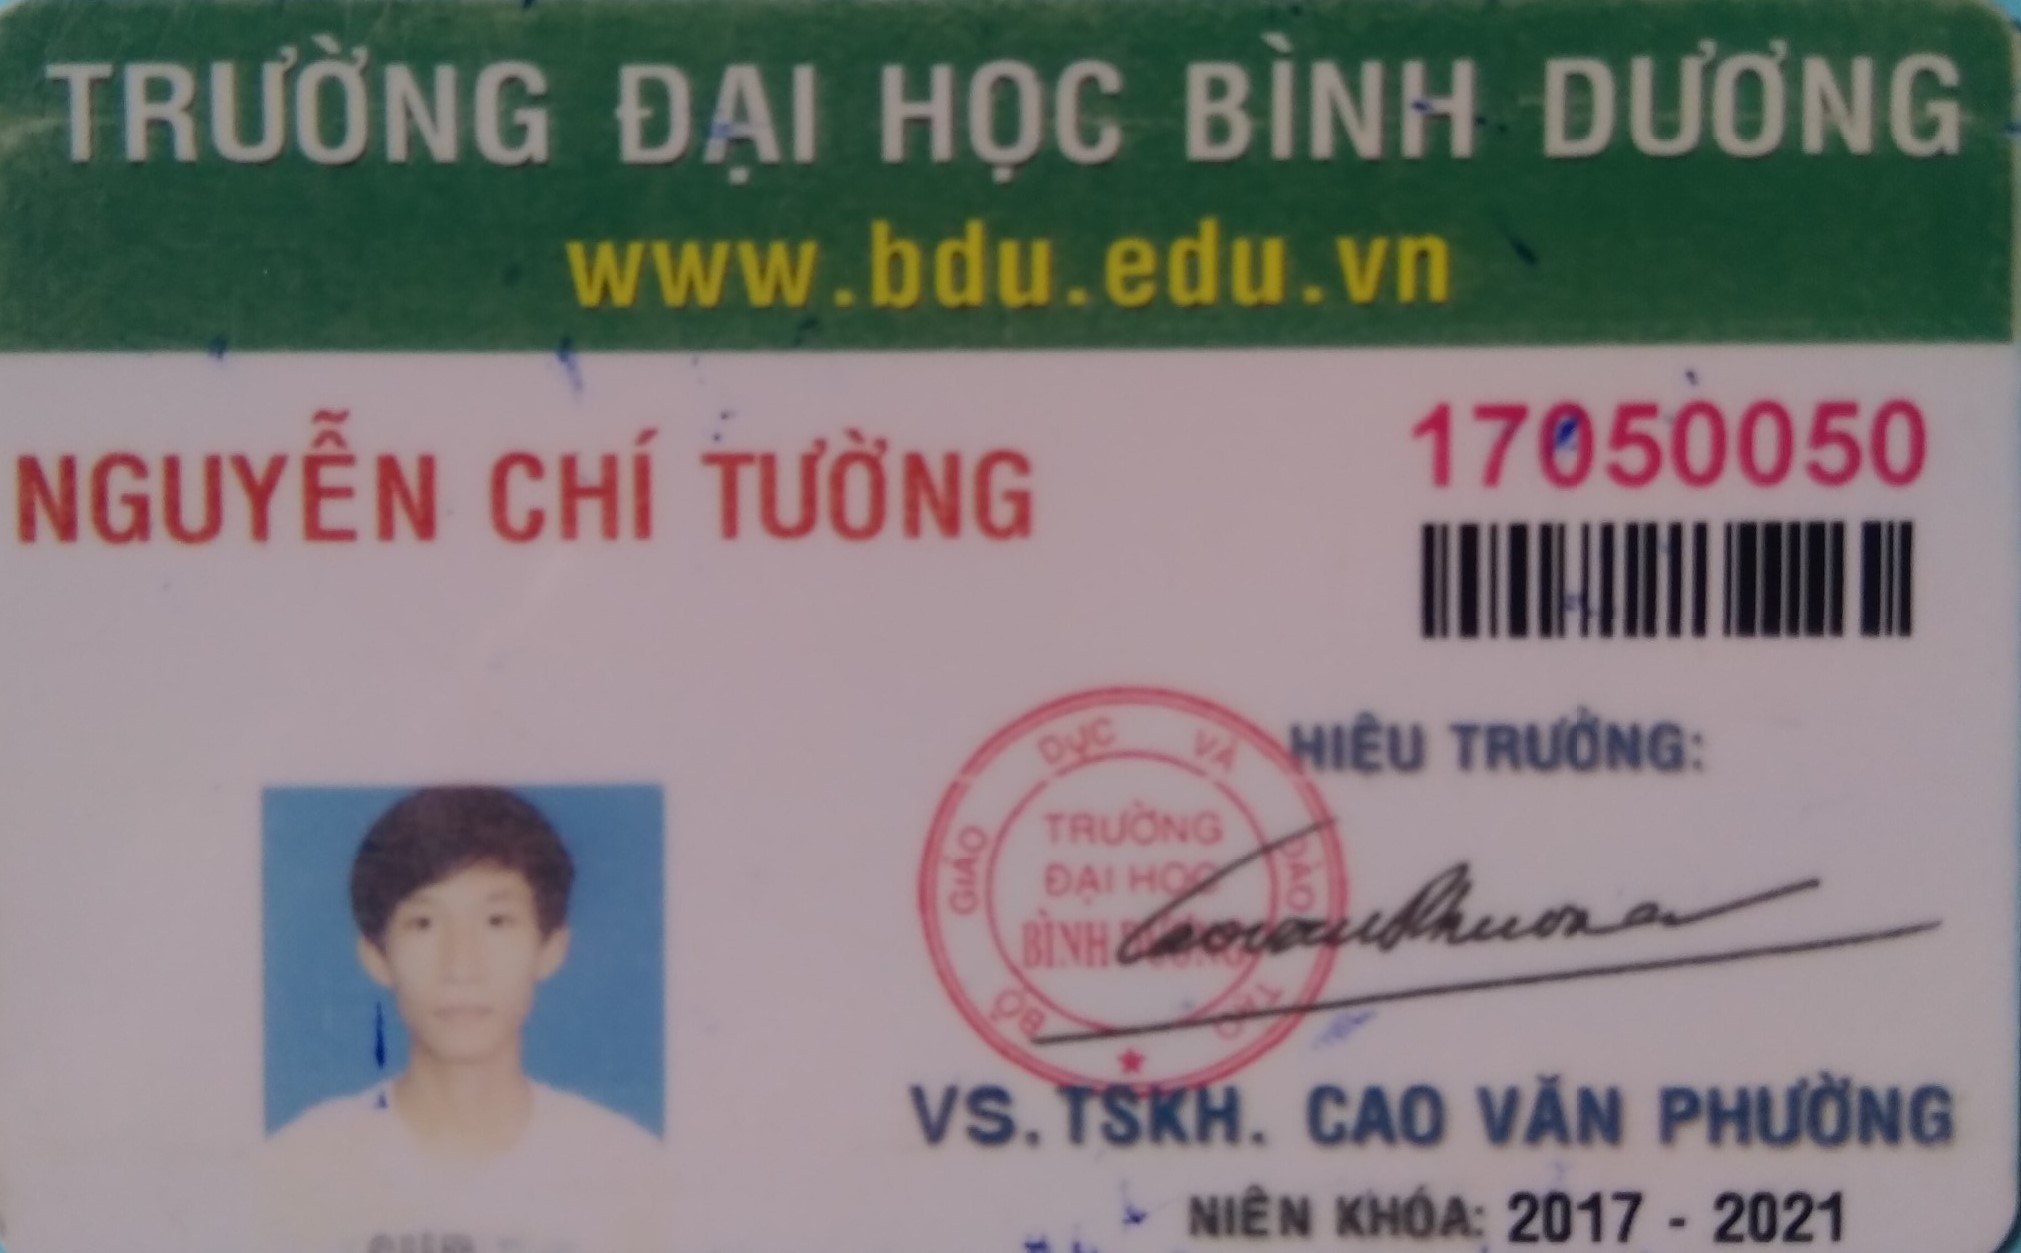 TRƯỜNG ĐẠI HỌC BÌNH DƯƠNG
www.bdu.edu.vn
NGUYỄN CHÍ TƯỜNG
17050050
HIỆU TRƯỞNG:
BỘ GIÁO DỤC VÀ ĐÀO TẠO
TRƯỜNG
ĐẠI HỌC
BÌNH DƯƠNG
VS.TSKH. CAO VĂN PHƯỜNG
NIÊN KHÓA: 2017 - 2021